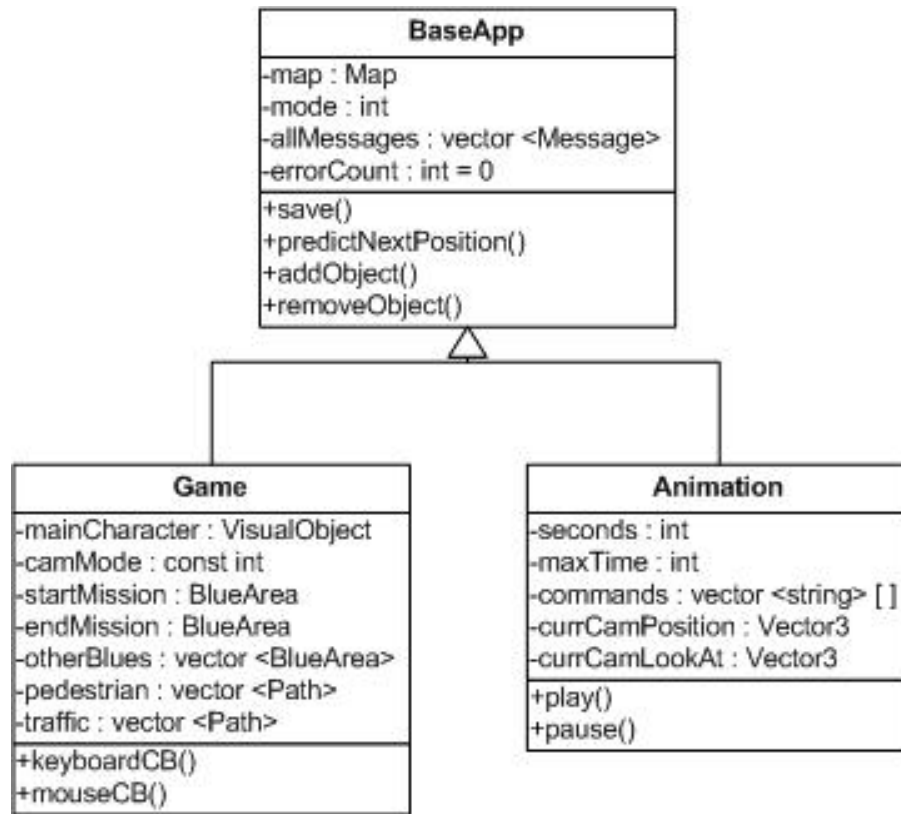 BaseApp
-map : Map
-mode : int
-allMessages : vector <Message>
-errorCount : int = 0
+save()
+predictNextPosition()
+addObject()
+removeObject()
Game
-mainCharacter : VisualObject
-camMode : const int
-startMission : BlueArea
-endMission : BlueArea
-otherBlues : vector <BlueArea>
-pedestrian : vector <Path>
-traffic : vector <Path>
+keyboardCB()
+mouseCB()
Animation
-seconds : int
-maxTime : int
-commands : vector <string> [ ]
-currCamPosition : Vector3
-currCamLookAt : Vector3
+play()
+pause()